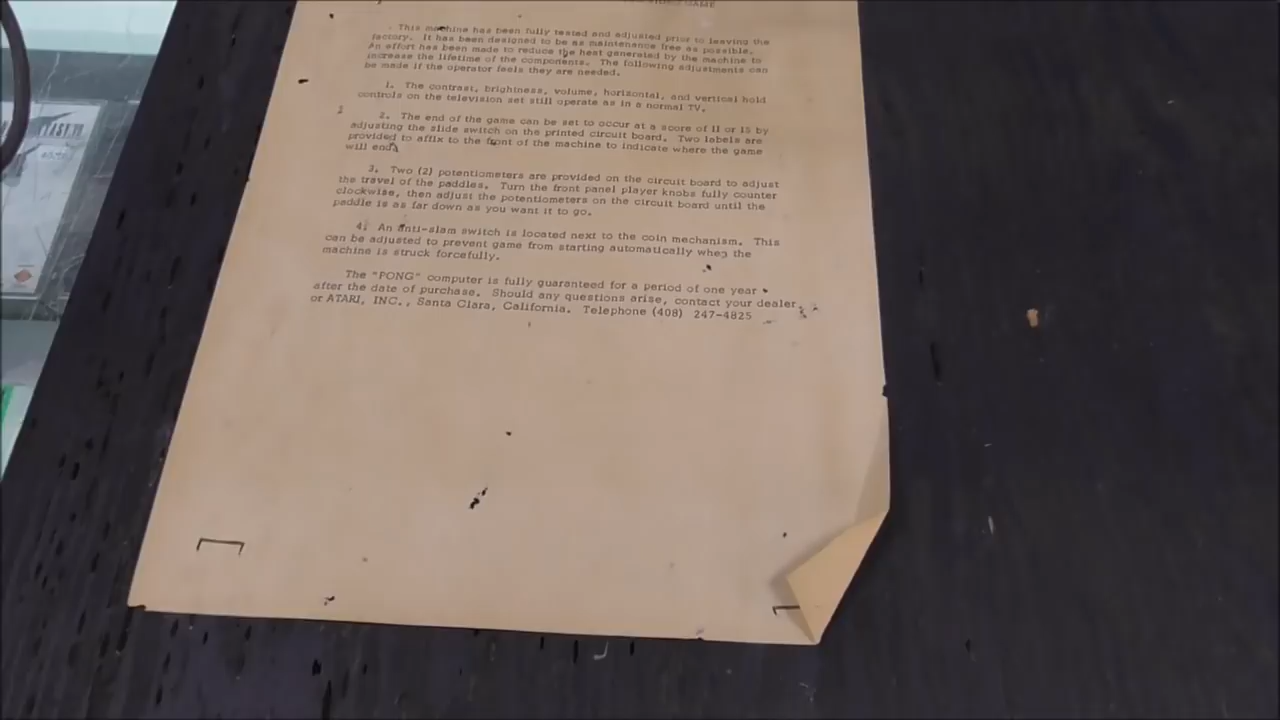 VIDEO GAME
This machine has been fully tested and adjusted prior to leaving the
factory. It has been designed to be as maintenance free as possible.
An effort has been made to reduce the heat generated by the machine to
increase the lifetime of the components. The following adjustments can
be made if the operator feels they are needed.
1. The contrast, brighiness, volume, horizontal, and vertical hold
controls on the television set still operate as in a normal TV.
2. The end of the game can be set to occur at a score of 11 or 15 by
adjusting the slide switch on the printed circuit board. Two labels are
provided to affix to the front of the machine to indicate where the game
will end.
3. Two (2) potentiometers are provided on the circuit board to adjust
the travel of the paddles. Turn the front panel player knobs fully counter
clockwise, then adjust the potentiometers on the circuit board until the
paddle is as far down as you want it to go.
4. An anti-slam switch is located next to the coin mechanism. This
can be adjusted to prevent game from starting automatically when the
machine is struck forcefully.
The "PONG" computer is fully guaranteed for a period of one year
after the date of purchase. Should any questions arise, contact your dealer,
or ATARI, INC., Santa Clara, California. Telephone (408) 247-4825